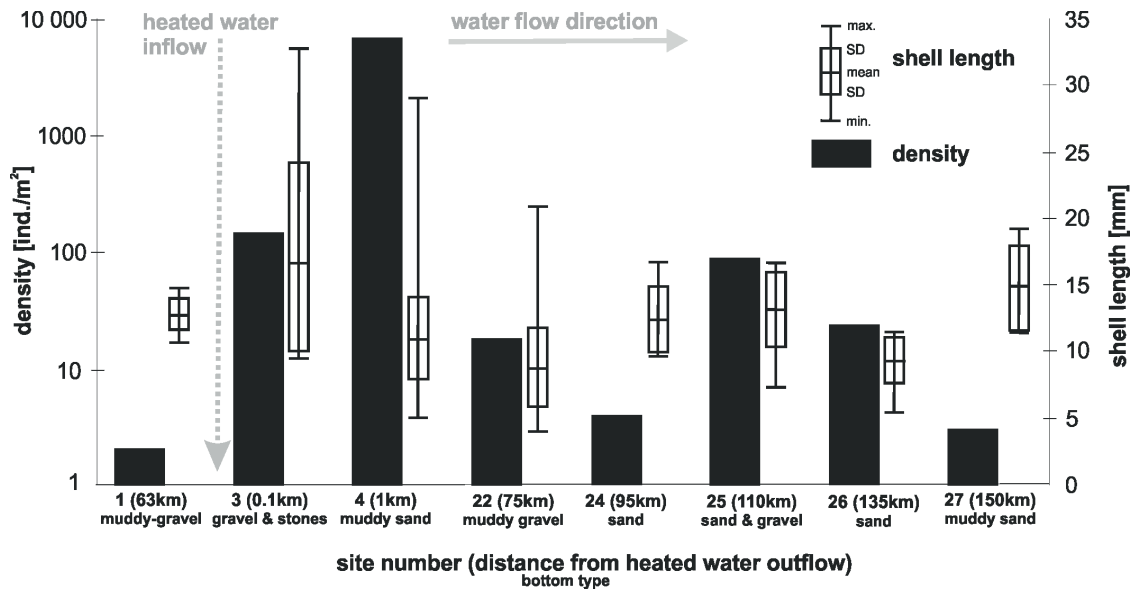 10 000
1000
100
10
1
density [ind./m²]
heated water
inflow
water flow direction
max.
SD
mean
SD
min.
shell length
density
35
30
25
20
15
10
5
0
shell length [mm]
1 (63km)
muddy-gravel
3 (0.1km)
gravel & stones
4 (1km)
muddy sand
22 (75km)
muddy gravel
24 (95km)
sand
25 (110km)
sand & gravel
26 (135km)
sand
27 (150km)
muddy sand
site number (distance from heated water outflow)
bottom type